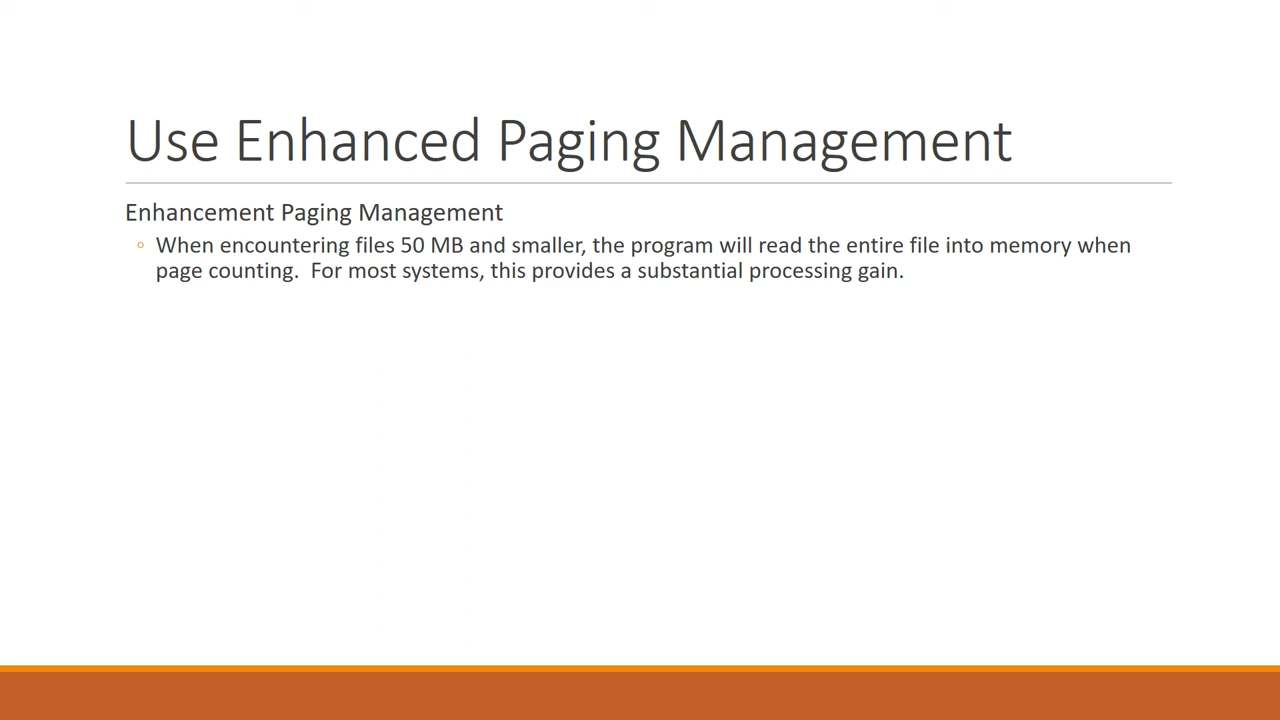 Use Enhanced Paging Management
Enhancement Paging Management
◦ When encountering files 50 MB and smaller, the program will read the entire file into memory when
page counting.  For most systems, this provides a substantial processing gain.